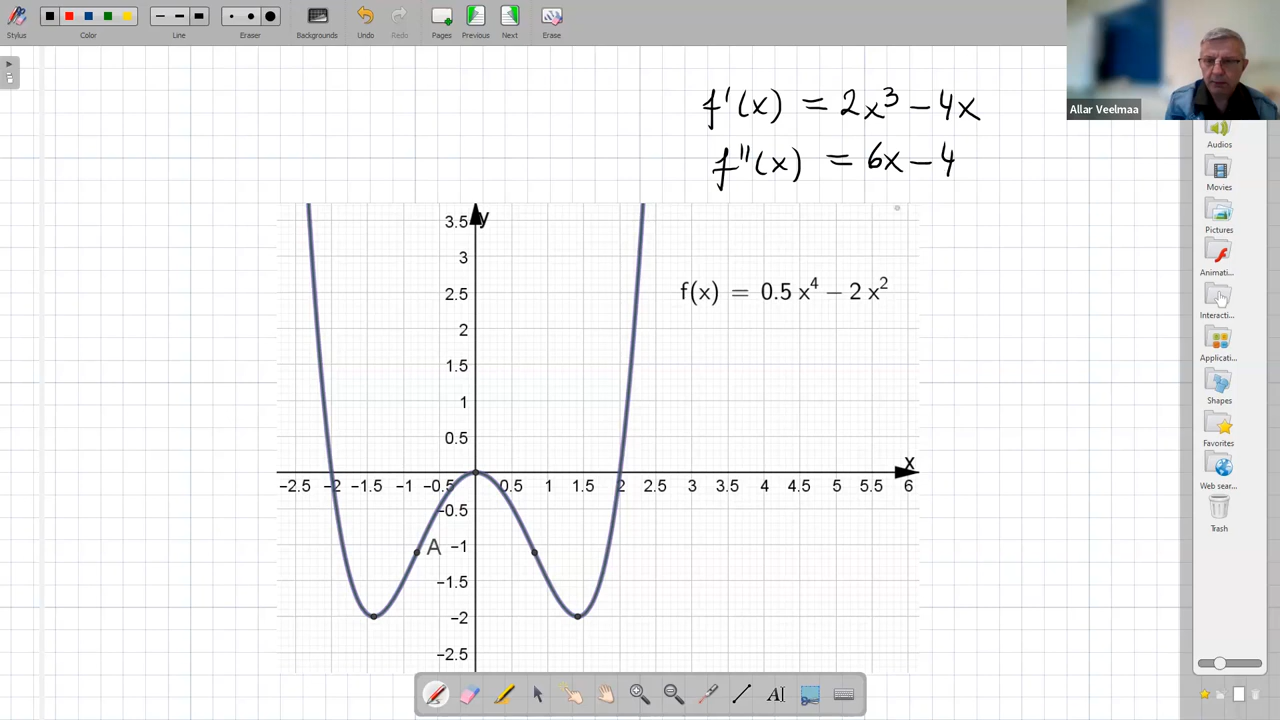 Stylus Color Line Eraser Backgrounds Undo Redo Pages Previous Next Erase
Allar Veelmaa
f'(x) = 2x³ − 4x
f''(x) = 6x − 4
y
3.5
3
f(x) = 0.5 x⁴ − 2 x²
2.5
2
1.5
1
0.5
x
−2.5 −2 −1.5 −1 −0.5 0.5 1 1.5 2 2.5 3 3.5 4 4.5 5 5.5 6
−0.5
A −1
−1.5
−2
−2.5
Audios
Movies
Pictures
Animati...
Interacti...
Applicati...
Shapes
Favorites
Web sear...
Trash
AI